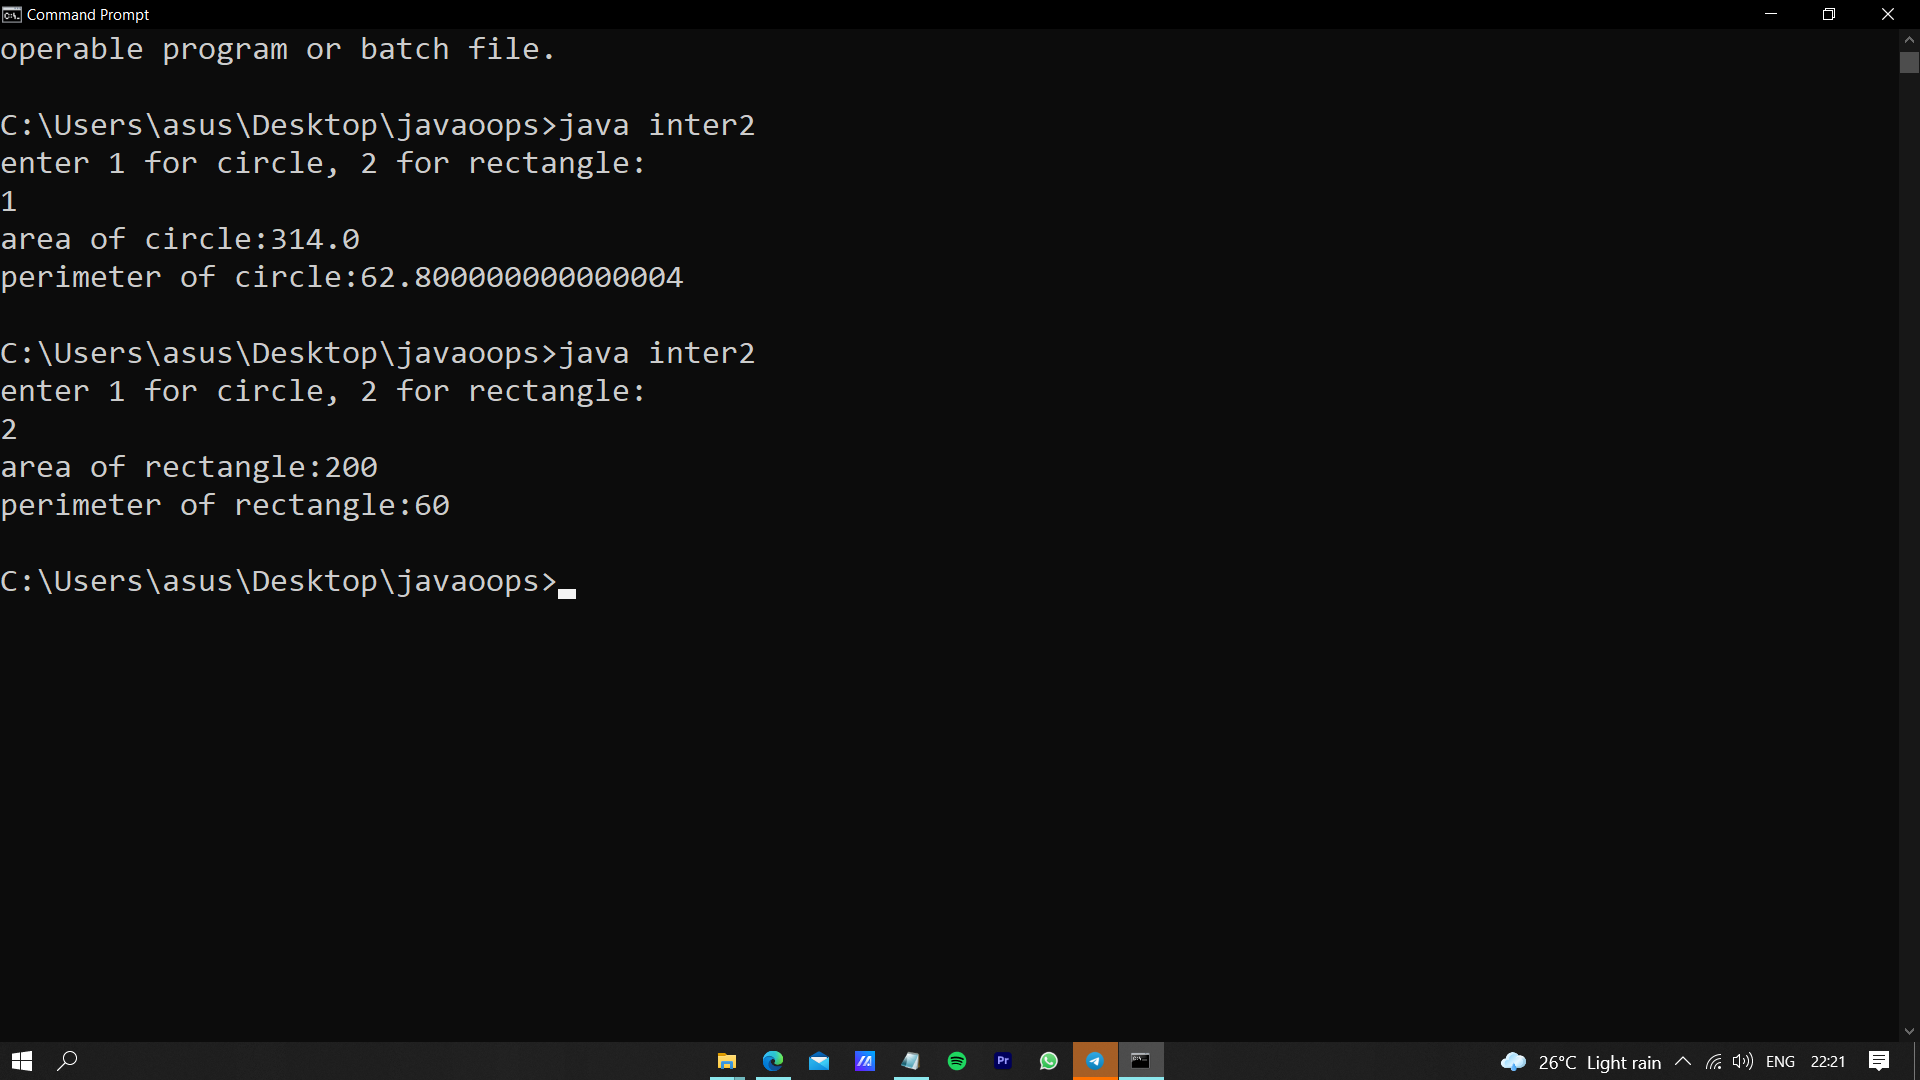 Command Prompt
operable program or batch file.
C:\Users\asus\Desktop\javaoops>java inter2
enter 1 for circle, 2 for rectangle:
1
area of circle:314.0
perimeter of circle:62.800000000000004
C:\Users\asus\Desktop\javaoops>java inter2
enter 1 for circle, 2 for rectangle:
2
area of rectangle:200
perimeter of rectangle:60
C:\Users\asus\Desktop\javaoops>
Pr
26°C Light rain ENG 22:21